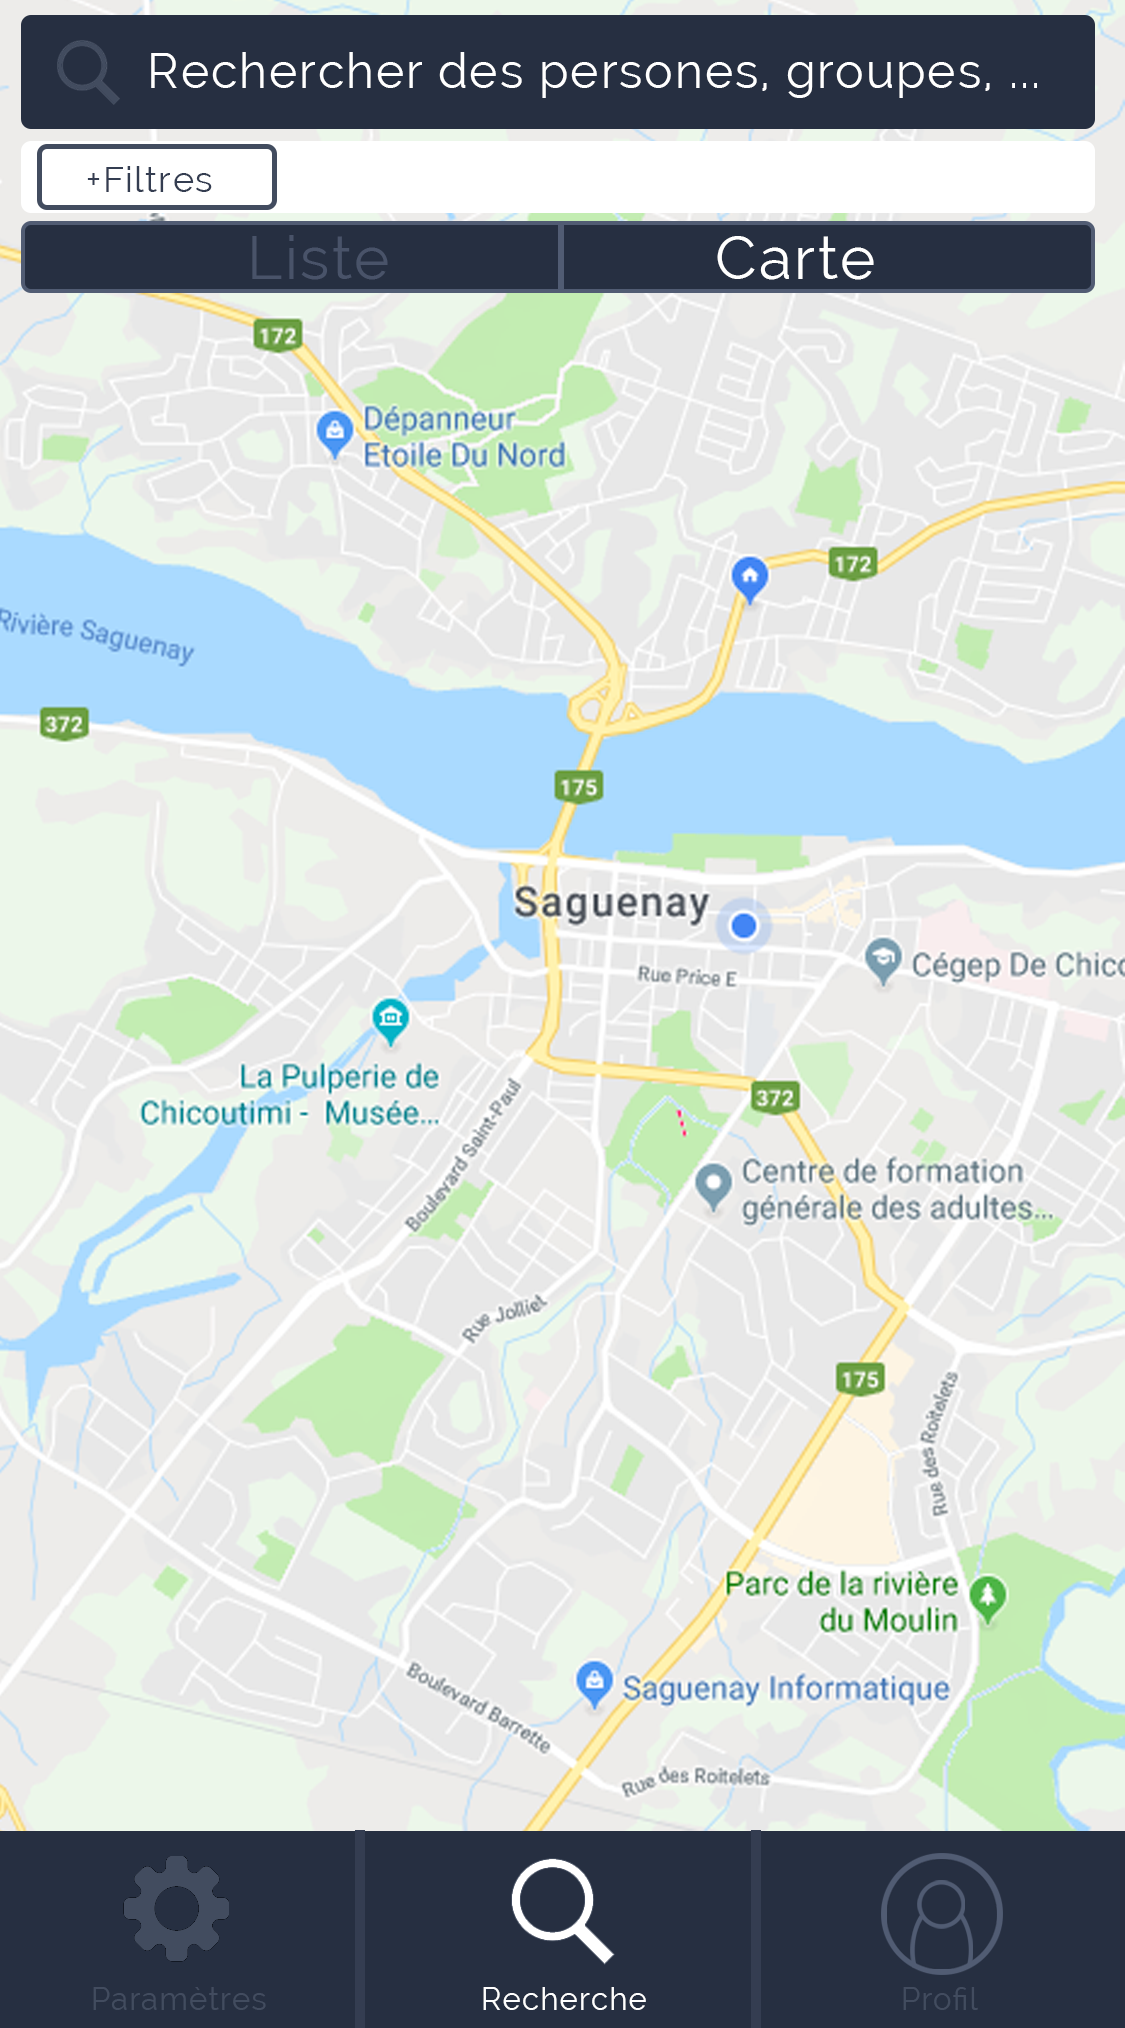 Rechercher des persones, groupes, ...
+Filtres
Liste
Carte
172
Dépanneur
Etoile Du Nord
172
Rivière Saguenay
372
175
Saguenay
Rue Price E
Cégep De Chico
La Pulperie de
Chicoutimi - Musée...
372
Boulevard Saint-Paul
Centre de formation
générale des adultes...
Rue Jolliet
175
Rue des Roitelets
Parc de la rivière
du Moulin
Saguenay Informatique
Boulevard Barrette
Rue des Roitelets
Paramètres
Recherche
Profil